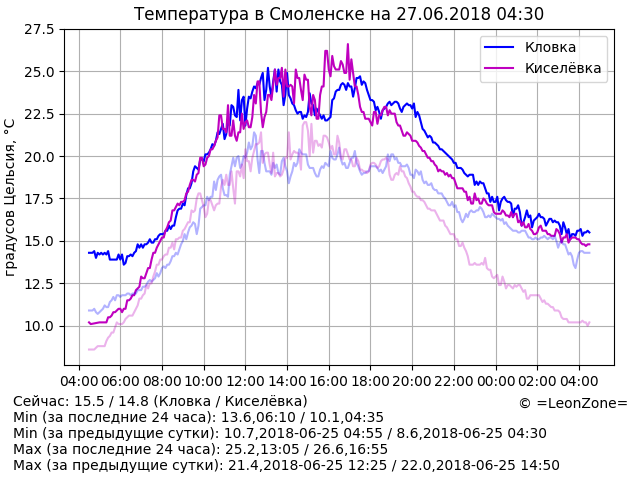 Температура в Смоленске на 27.06.2018 04:30
27.5
25.0
22.5
20.0
17.5
15.0
12.5
10.0
градусов Цельсия, °C
Кловка
Киселёвка
04:00 06:00 08:00 10:00 12:00 14:00 16:00 18:00 20:00 22:00 00:00 02:00 04:00
Сейчас: 15.5 / 14.8 (Кловка / Киселёвка)
© =LeonZone=
Min (за последние 24 часа): 13.6,06:10 / 10.1,04:35
Min (за предыдущие сутки): 10.7,2018-06-25 04:55 / 8.6,2018-06-25 04:30
Max (за последние 24 часа): 25.2,13:05 / 26.6,16:55
Max (за предыдущие сутки): 21.4,2018-06-25 12:25 / 22.0,2018-06-25 14:50